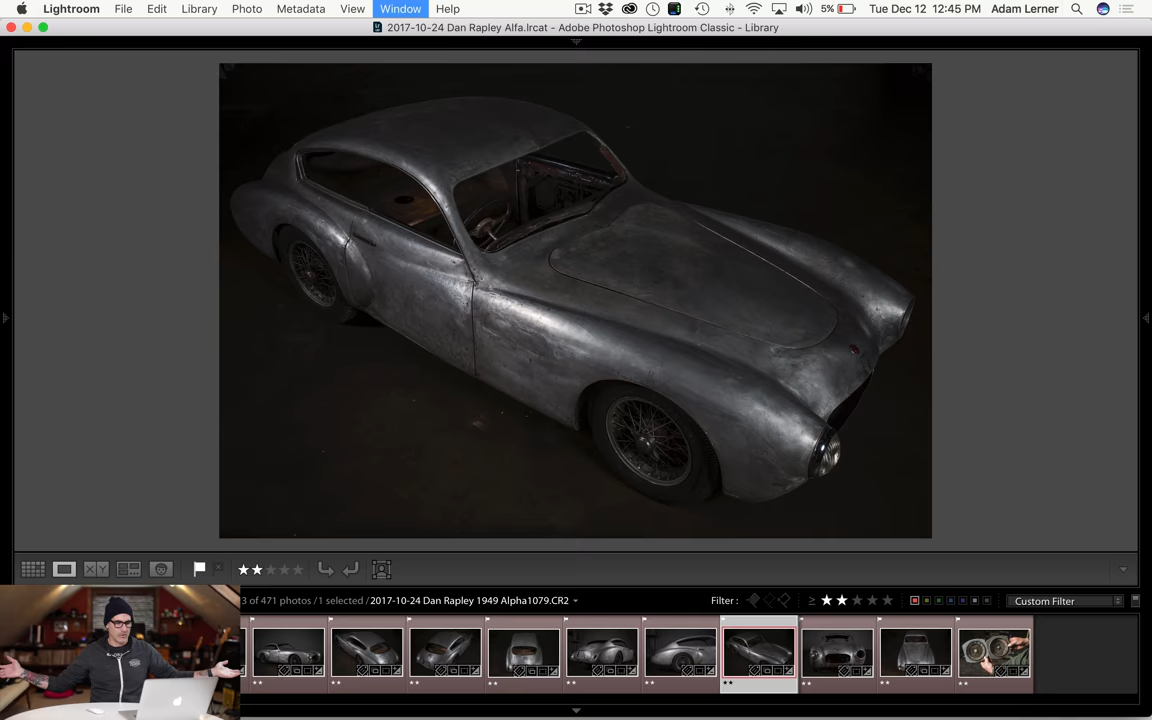 Lightroom File Edit Library Photo Metadata View Window Help 5% Tue Dec 12 12:45 PM Adam Lerner
2017-10-24 Dan Rapley Alfa.lrcat - Adobe Photoshop Lightroom Classic - Library
XY
3 of 471 photos /1 selected /2017-10-24 Dan Rapley 1949 Alpha1079.CR2 Filter : ≥ Custom Filter